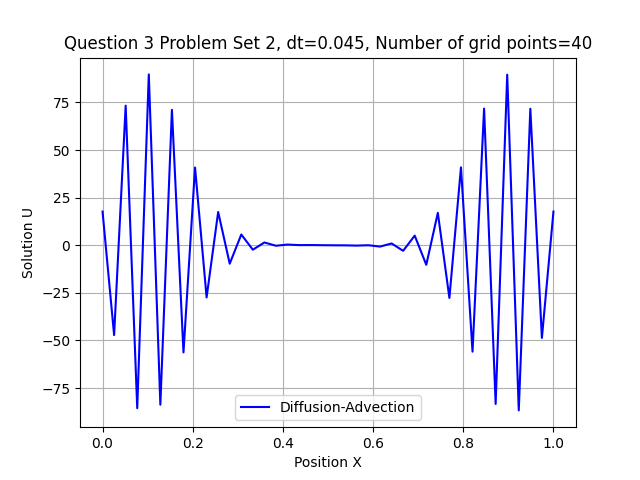 Question 3 Problem Set 2, dt=0.045, Number of grid points=40
75
50
25
0
−25
−50
−75
Solution U
Diffusion-Advection
0.0 0.2 0.4 0.6 0.8 1.0
Position X